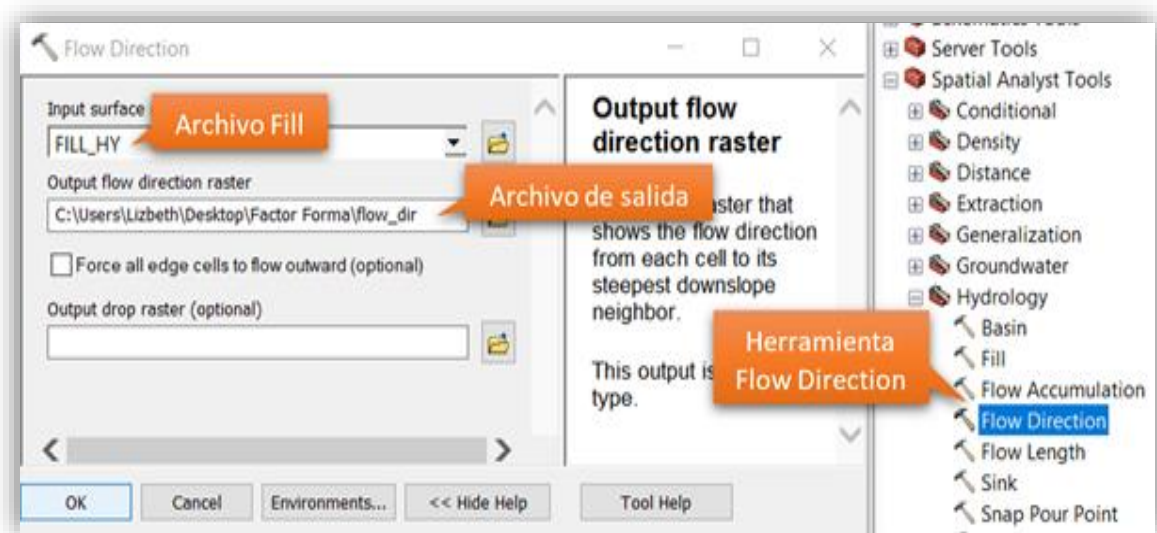 Flow Direction
Input surface
Archivo Fill
FILL_HY
Output flow direction raster
Archivo de salida
C:\Users\Lizbeth\Desktop\Factor Forma\flow_dir
Force all edge cells to flow outward (optional)
Output drop raster (optional)
Output flow
direction raster
shows the flow direction
from each cell to its
steepest downslope
neighbor.
This output is
type.
Herramienta
Flow Direction
OK
Cancel
Environments...
<< Hide Help
Tool Help
Server Tools
Spatial Analyst Tools
Conditional
Density
Distance
Extraction
Generalization
Groundwater
Hydrology
Basin
Fill
Flow Accumulation
Flow Direction
Flow Length
Sink
Snap Pour Point